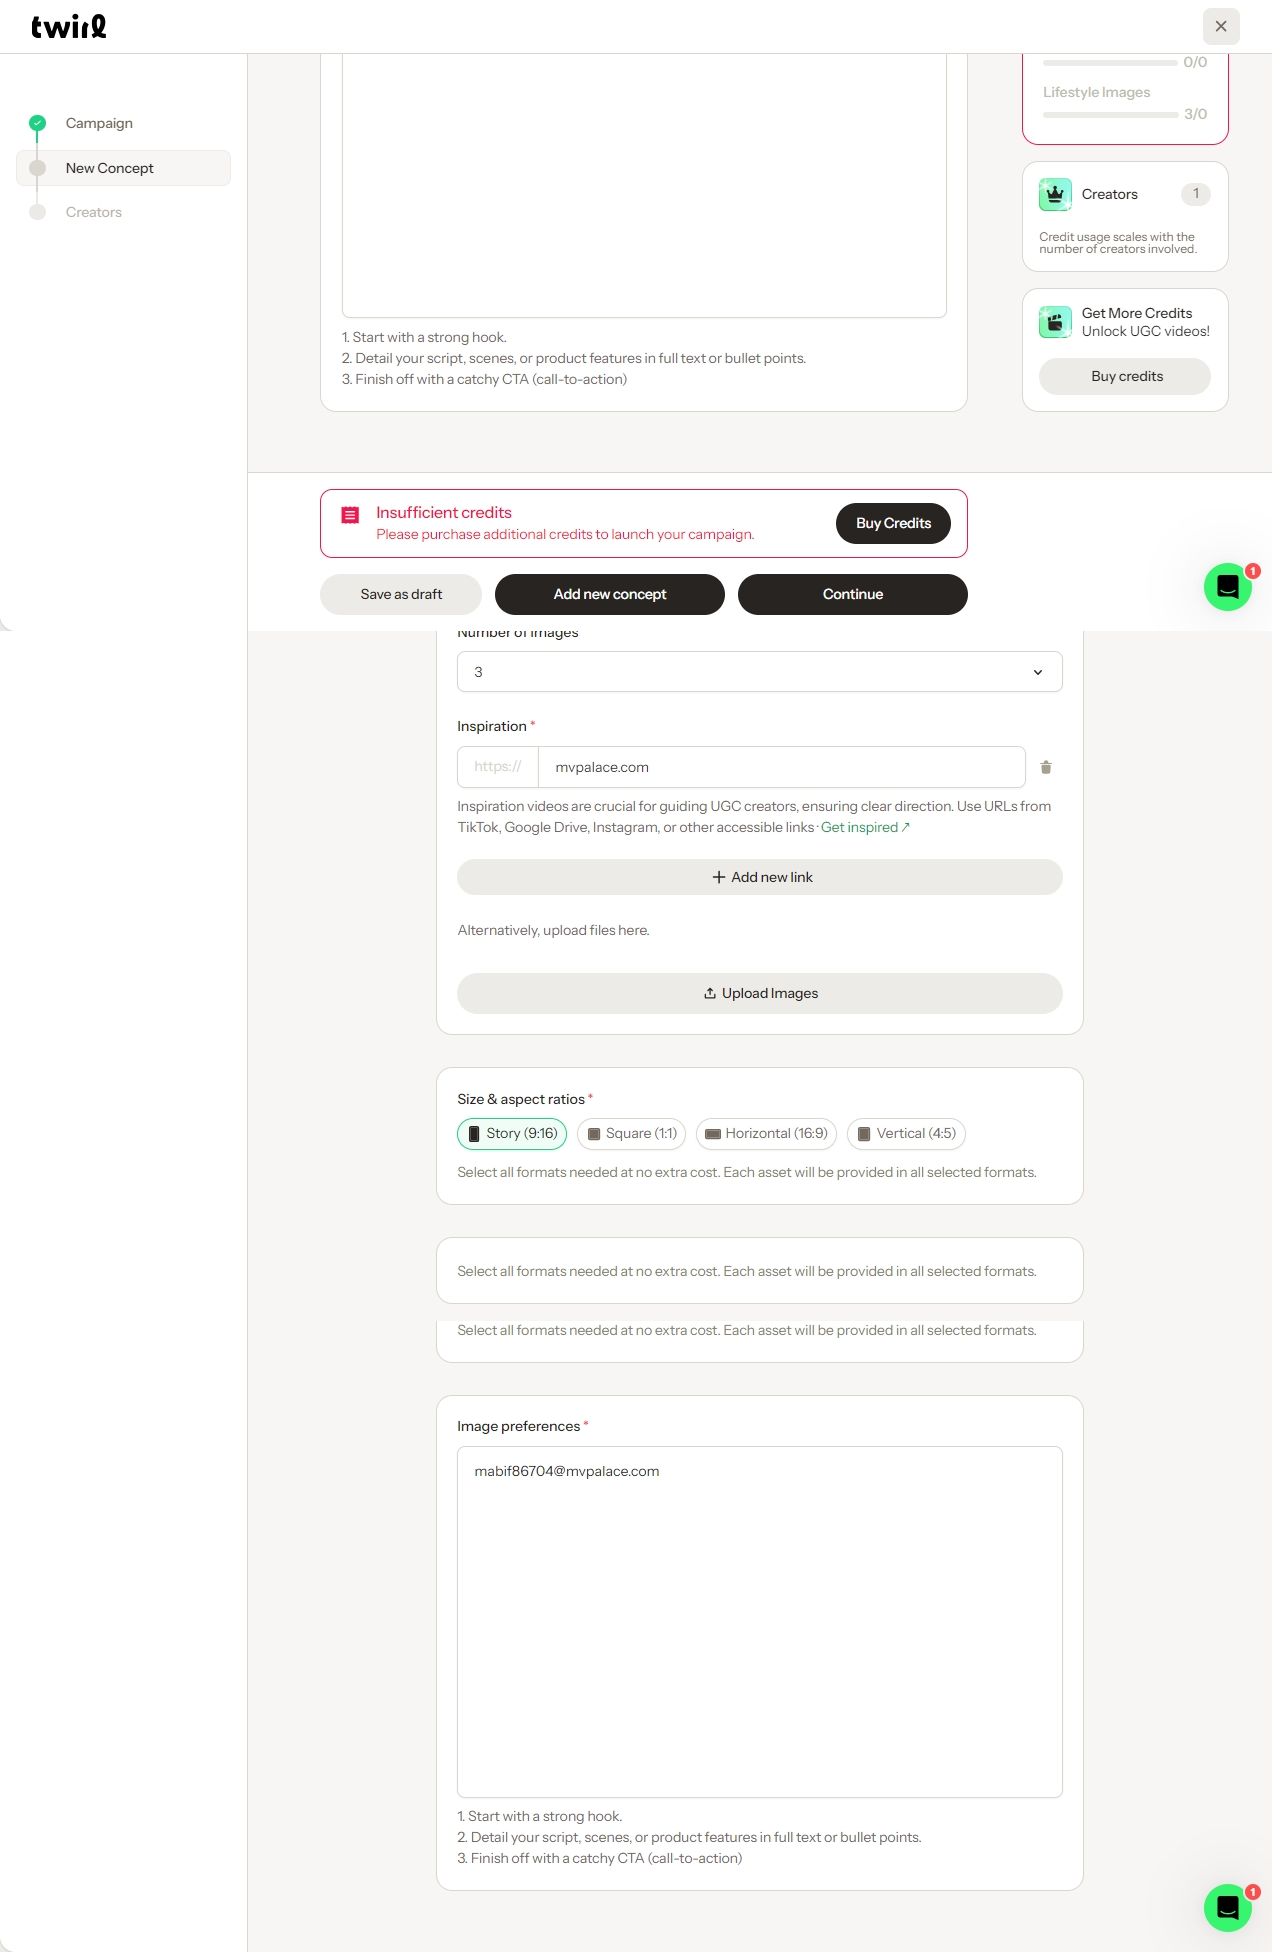 twirl
Campaign
New Concept
Creators
0/0
Lifestyle Images
3/0
Creators
1
Credit usage scales with the
number of creators involved.
Get More Credits
Unlock UGC videos!
Buy credits
1. Start with a strong hook.
2. Detail your script, scenes, or product features in full text or bullet points.
3. Finish off with a catchy CTA (call-to-action)
Insufficient credits
Please purchase additional credits to launch your campaign.
Buy Credits
Save as draft
Add new concept
Continue
1
Number of images
3
Inspiration *
https://
mvpalace.com
Inspiration videos are crucial for guiding UGC creators, ensuring clear direction. Use URLs from
TikTok, Google Drive, Instagram, or other accessible links · Get inspired ↗
Add new link
Alternatively, upload files here.
Upload Images
Size & aspect ratios *
Story (9:16)
Square (1:1)
Horizontal (16:9)
Vertical (4:5)
Select all formats needed at no extra cost. Each asset will be provided in all selected formats.
Select all formats needed at no extra cost. Each asset will be provided in all selected formats.
Select all formats needed at no extra cost. Each asset will be provided in all selected formats.
Image preferences *
mabif86704@mvpalace.com
1. Start with a strong hook.
2. Detail your script, scenes, or product features in full text or bullet points.
3. Finish off with a catchy CTA (call-to-action)
1